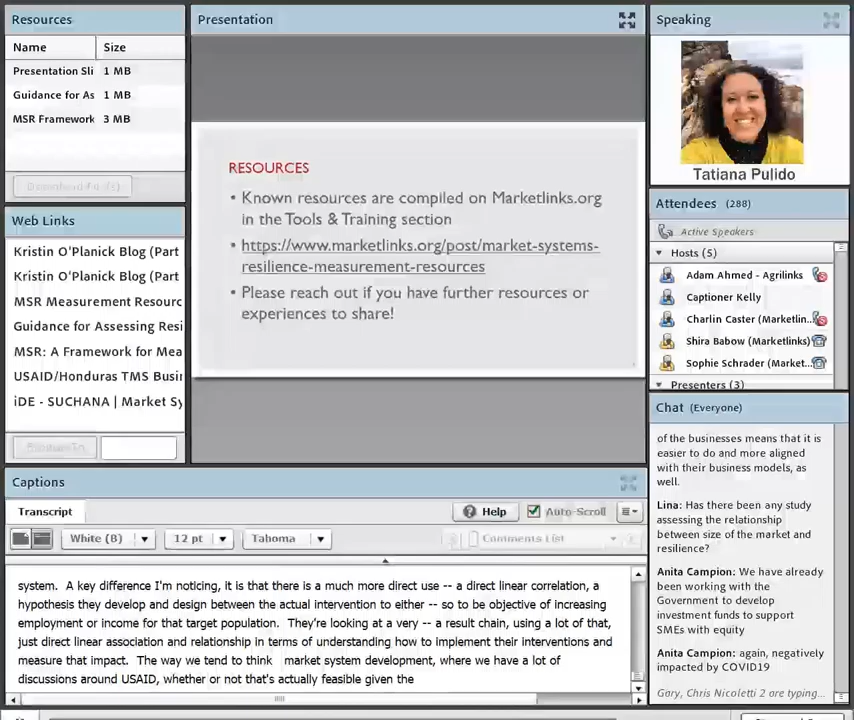 Resources
Name Size
Presentation Sli 1 MB
Guidance for As 1 MB
MSR Framework 3 MB
Web Links
Kristin O'Planick Blog (Part
Kristin O'Planick Blog (Part
MSR Measurement Resourc
Guidance for Assessing Resi
MSR: A Framework for Mea
USAID/Honduras TMS Busin
iDE - SUCHANA | Market Sy
Presentation
RESOURCES
• Known resources are compiled on Marketlinks.org
in the Tools & Training section
• https://www.marketlinks.org/post/market-systems-
resilience-measurement-resources
• Please reach out if you have further resources or
experiences to share!
Speaking
Tatiana Pulido
Attendees (288)
Active Speakers
Hosts (5)
Adam Ahmed - Agrilinks
Captioner Kelly
Charlin Caster (Marketlin..
Shira Babow (Marketlinks)
Sophie Schrader (Market...
Presenters (3)
Chat (Everyone)
of the businesses means that it is
easier to do and more aligned
with their business models, as
well.
Lina: Has there been any study
assessing the relationship
between size of the market and
resilience?
Anita Campion: We have already
been working with the
Government to develop
investment funds to support
SMEs with equity
Anita Campion: again, negatively
impacted by COVID19
Gary, Chris Nicoletti 2 are typing...
Captions
Transcript
Help
Auto-Scroll
White (B) 12 pt Tahoma Comments List
system. A key difference I'm noticing, it is that there is a much more direct use -- a direct linear correlation, a
hypothesis they develop and design between the actual intervention to either -- so to be objective of increasing
employment or income for that target population. They're looking at a very -- a result chain, using a lot of that,
just direct linear association and relationship in terms of understanding how to implement their interventions and
measure that impact. The way we tend to think market system development, where we have a lot of
discussions around USAID, whether or not that's actually feasible given the